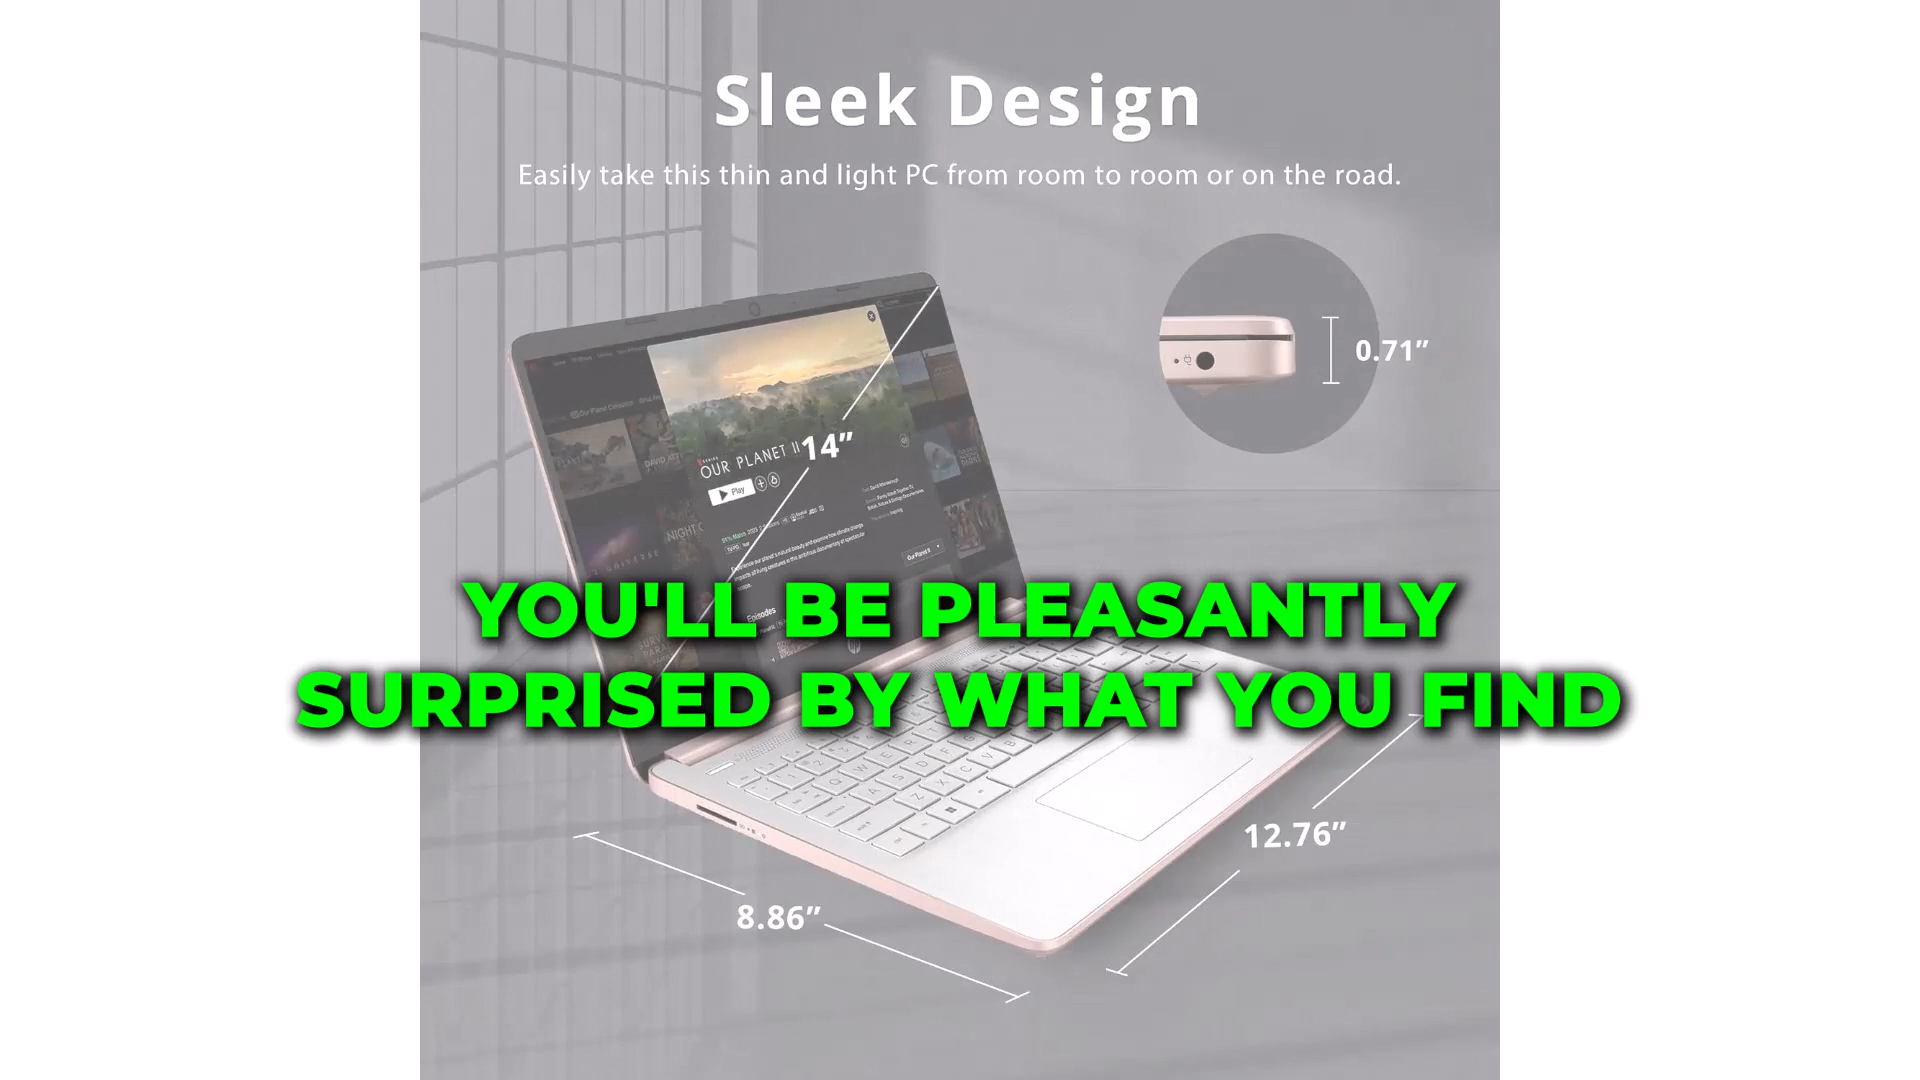 Sleek Design
Easily take this thin and light PC from room to room or on the road.
0.71”
14”
OUR PLANET II
Play
Episodes
YOU'LL BE PLEASANTLY
SURPRISED BY WHAT YOU FIND
12.76”
8.86”